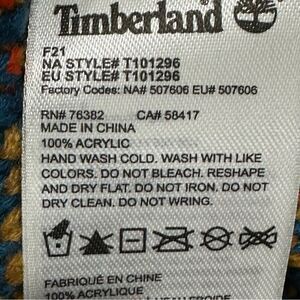 Timberland
F21
NA STYLE# T101296
EU STYLE# T101296
Factory Codes: NA# 507606 EU# 507606
RN# 76382 CA# 58417
MADE IN CHINA
100% ACRYLIC
HAND WASH COLD. WASH WITH LIKE
COLORS. DO NOT BLEACH. RESHAPE
AND DRY FLAT. DO NOT IRON. DO NOT
DRY CLEAN. DO NOT WRING.
FABRIQUÉ EN CHINE
100% ACRYLIQUE